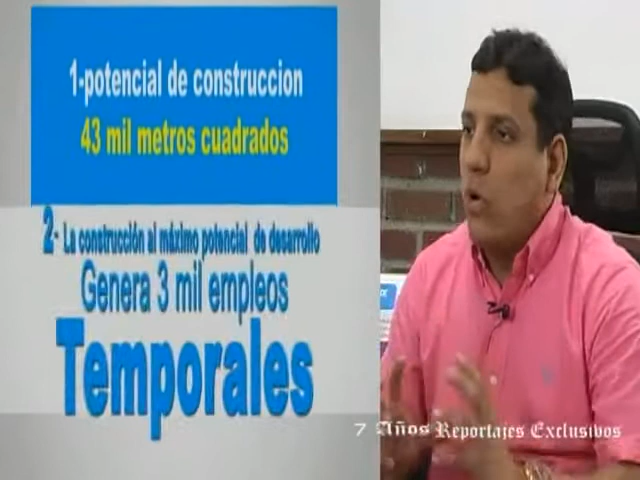 1-potencial de construccion
43 mil metros cuadrados
2- La construcción al máximo potencial de desarrollo
Genera 3 mil empleos
Temporales
7 Años Reportajes Exclusivos